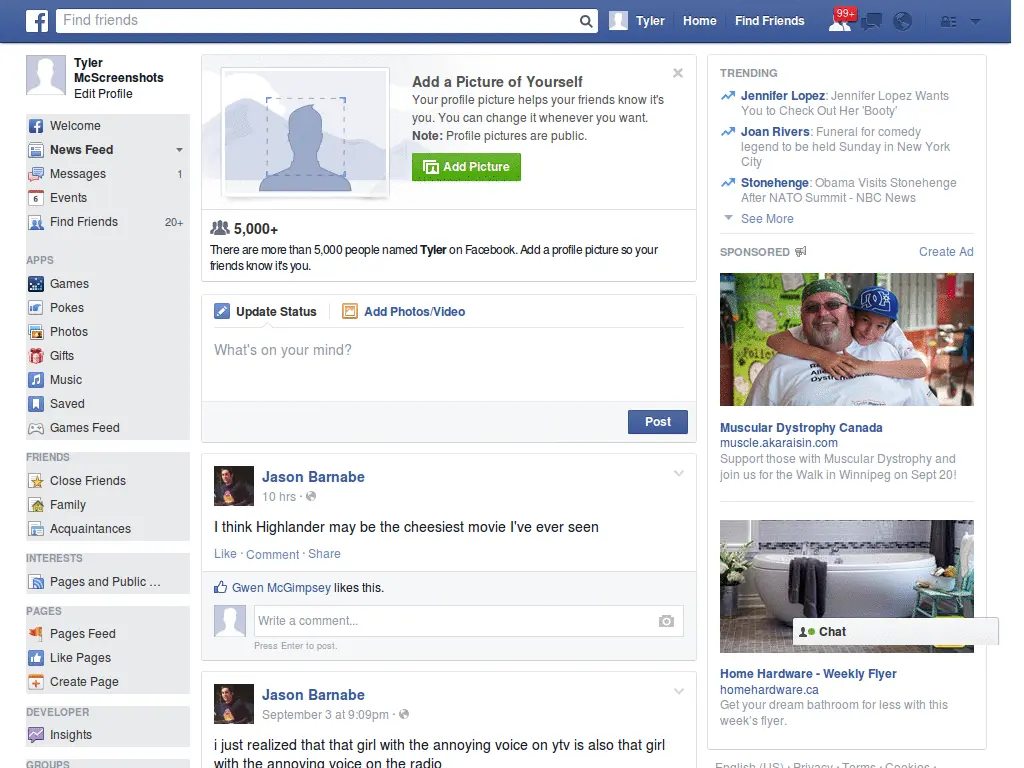 Find friends
Tyler
Home
Find Friends
99+
Tyler
McScreenshots
Edit Profile
Welcome
News Feed
Messages 1
Events
Find Friends 20+
APPS
Games
Pokes
Photos
Gifts
Music
Saved
Games Feed
FRIENDS
Close Friends
Family
Acquaintances
INTERESTS
Pages and Public ...
PAGES
Pages Feed
Like Pages
Create Page
DEVELOPER
Insights
GROUPS
Add a Picture of Yourself
Your profile picture helps your friends know it's
you. You can change it whenever you want.
Note: Profile pictures are public.
Add Picture
5,000+
There are more than 5,000 people named Tyler on Facebook. Add a profile picture so your
friends know it's you.
Update Status
Add Photos/Video
What's on your mind?
Post
Jason Barnabe
10 hrs ·
I think Highlander may be the cheesiest movie I've ever seen
Like · Comment · Share
Gwen McGimpsey likes this.
Write a comment...
Press Enter to post.
Jason Barnabe
September 3 at 9:09pm ·
i just realized that that girl with the annoying voice on ytv is also that girl
with the annoying voice on the radio
TRENDING
Jennifer Lopez: Jennifer Lopez Wants
You to Check Out Her 'Booty'
Joan Rivers: Funeral for comedy
legend to be held Sunday in New York
City
Stonehenge: Obama Visits Stonehenge
After NATO Summit - NBC News
See More
SPONSORED
Create Ad
Muscular Dystrophy Canada
muscle.akaraisin.com
Support those with Muscular Dystrophy and
join us for the Walk in Winnipeg on Sept 20!
Chat
Home Hardware - Weekly Flyer
homehardware.ca
Get your dream bathroom for less with this
week's flyer.
English (US) · Privacy · Terms · Cookies ·